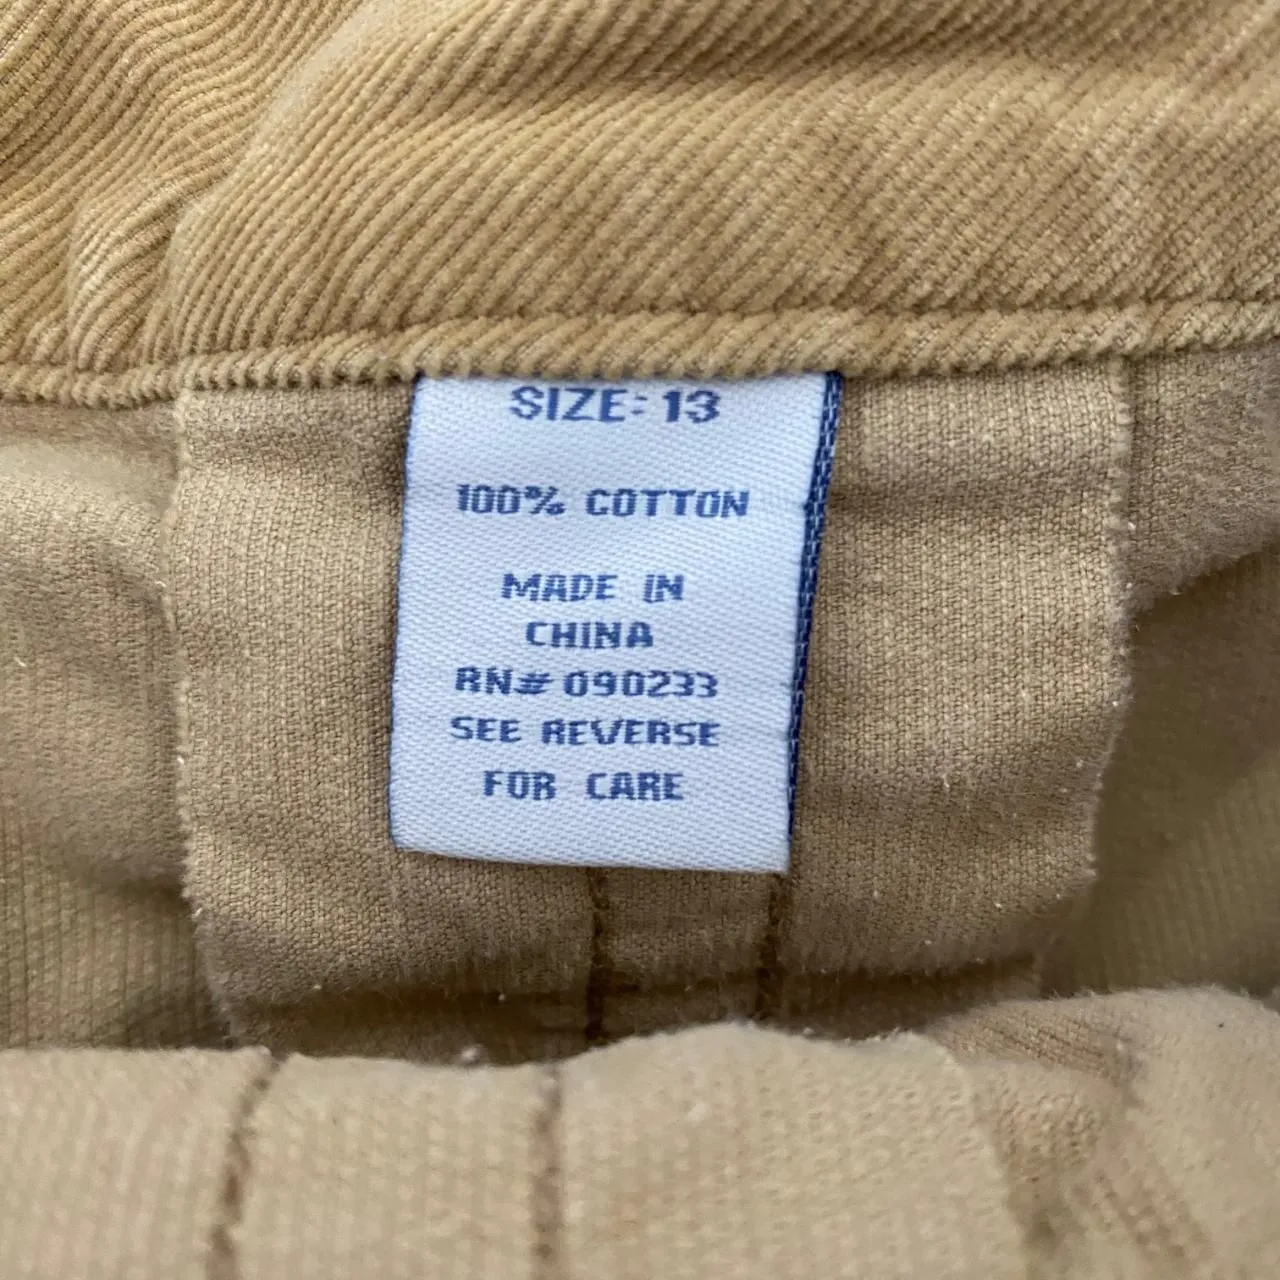 SIZE: 13
100% COTTON
MADE IN
CHINA
RN# 090233
SEE REVERSE
FOR CARE